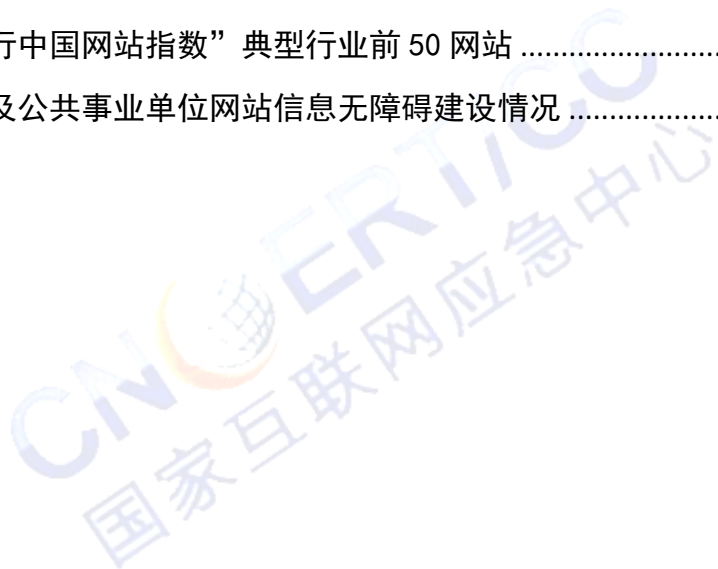 行中国网站指数”典型行业前 50 网站 ........................
及公共事业单位网站信息无障碍建设情况 ...................
CNCERT/CC
国家互联网应急中心